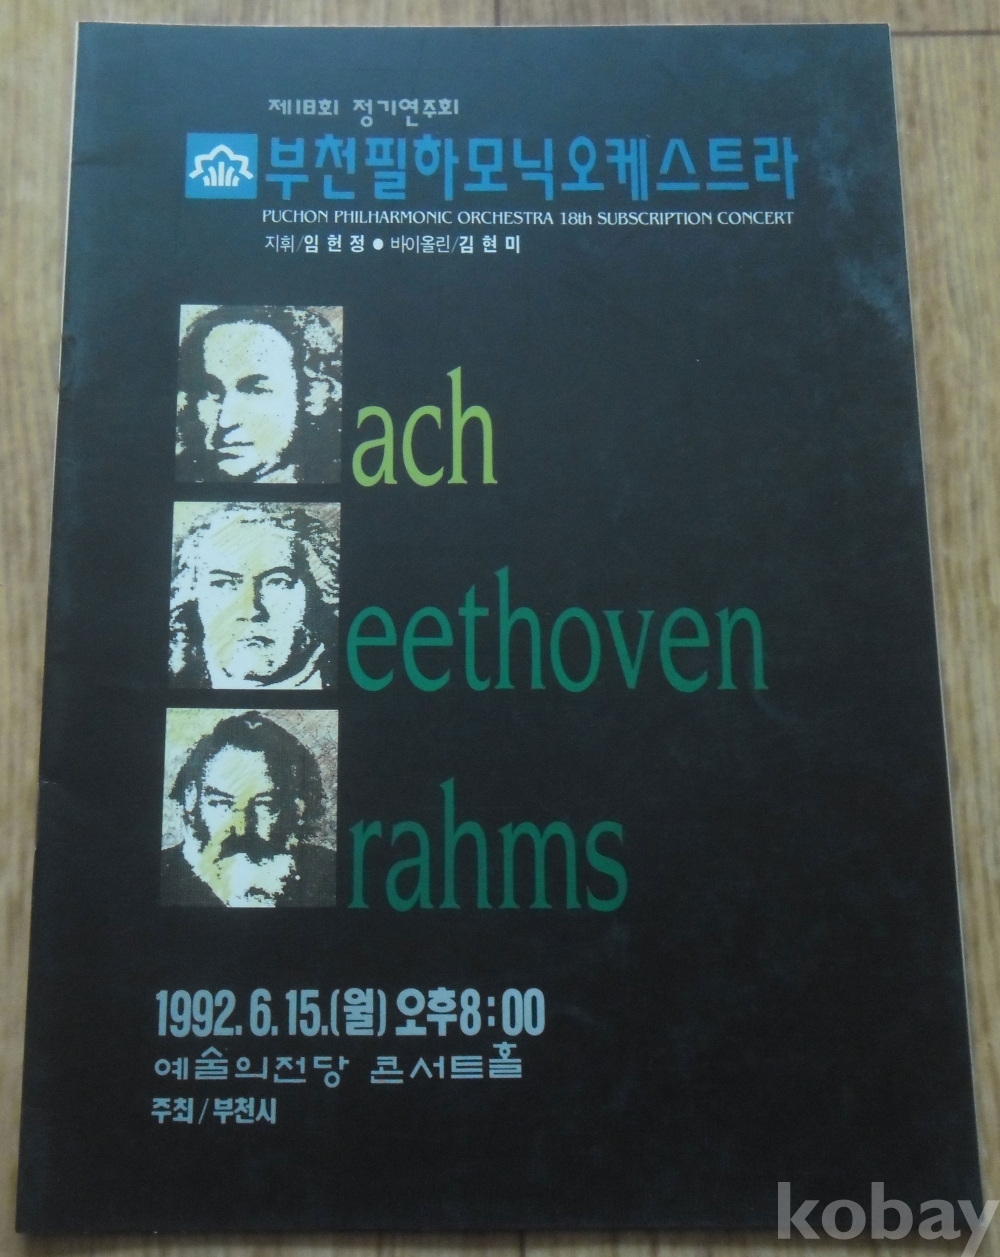 제18회 정기연주회
부천필하모닉오케스트라
PUCHON PHILHARMONIC ORCHESTRA 18th SUBSCRIPTION CONCERT
지휘/임 헌 정 ● 바이올린/김 현 미
ach
eethoven
rahms
1992. 6. 15.(월) 오후8:00
예술의전당 콘서트홀
주최/부천시
kobay